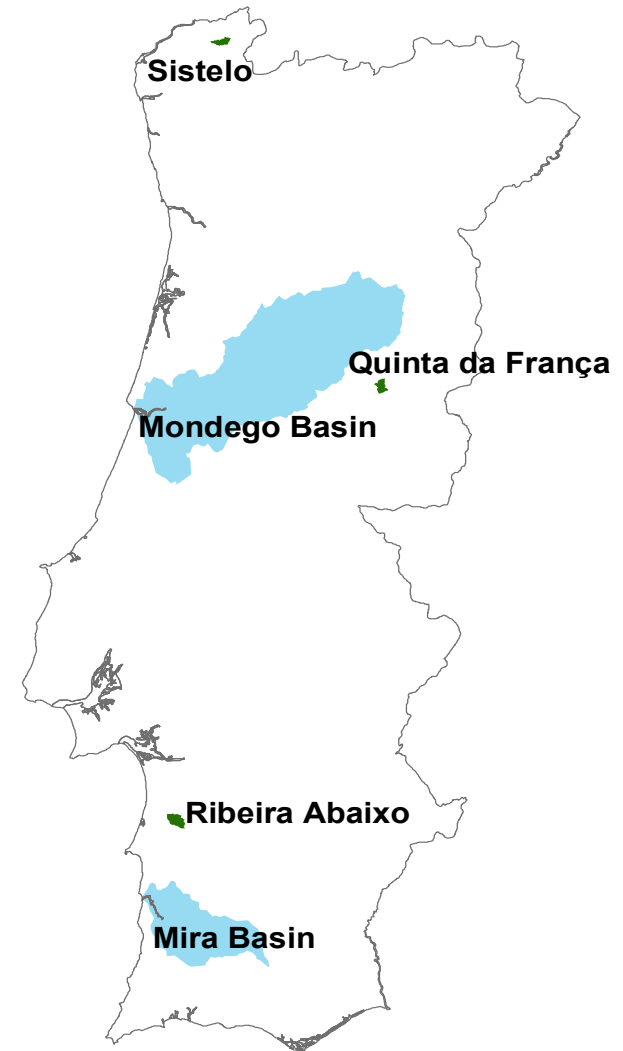 Sistelo
Quinta da França
Mondego Basin
Ribeira Abaixo
Mira Basin